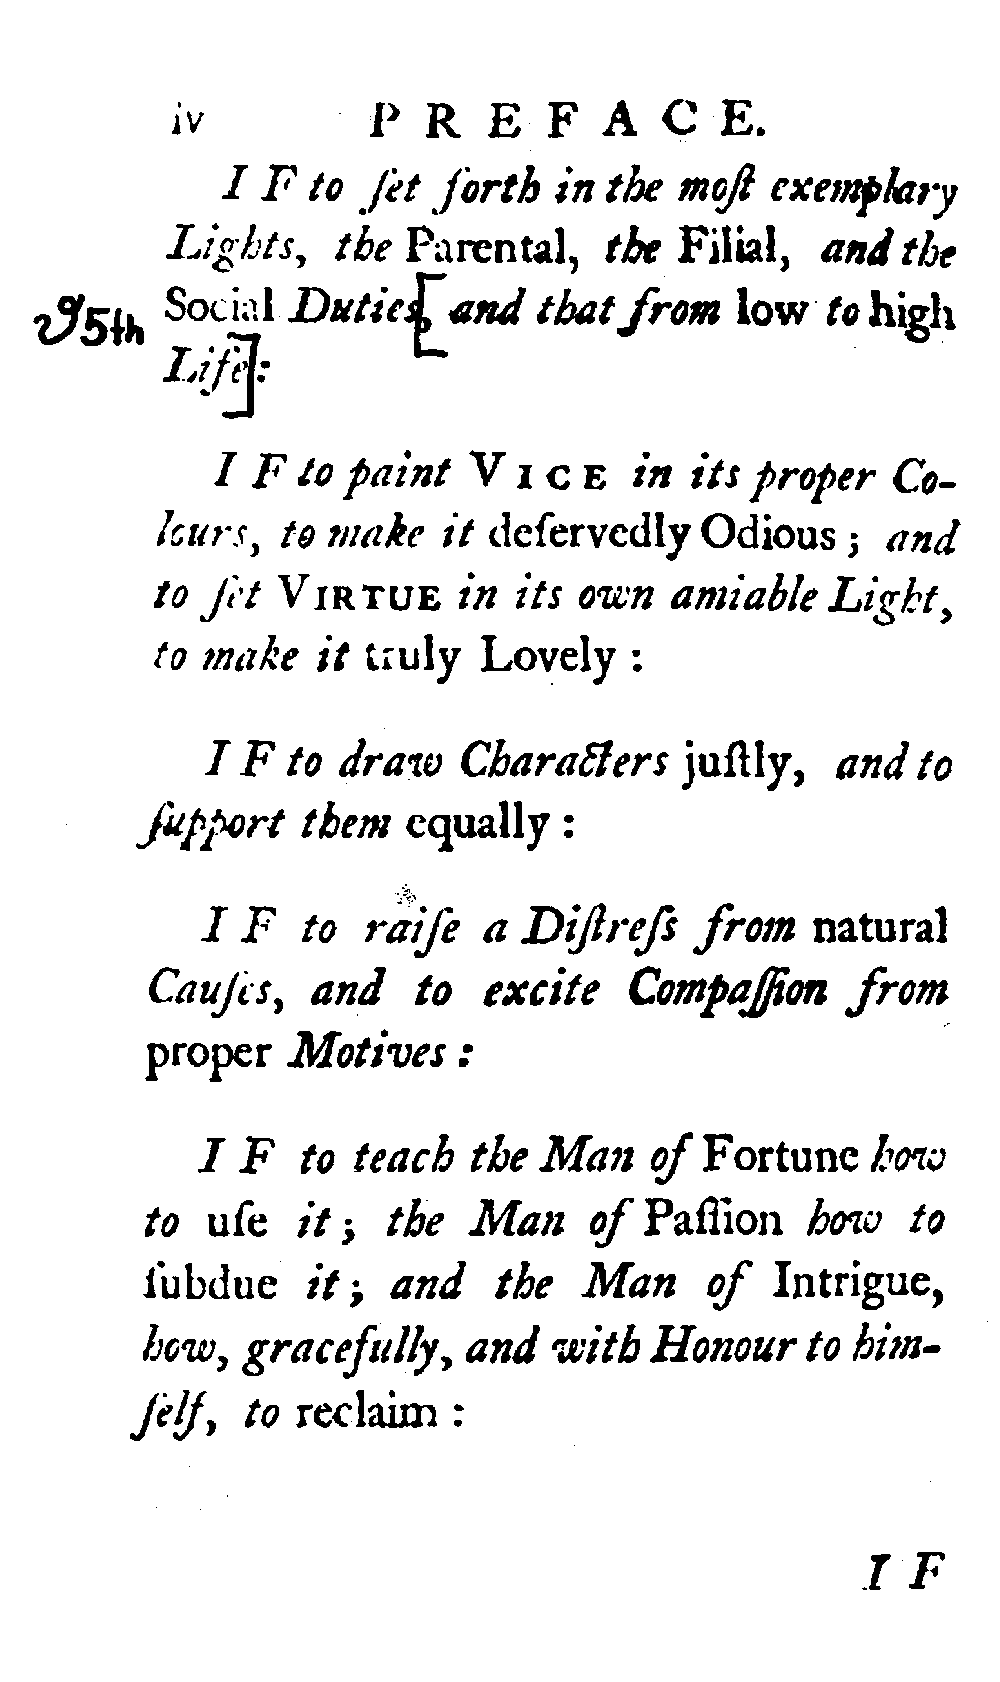 iv PREFACE.
IF to ſet forth in the moſt exemplary
Lights, the Parental, the Filial, and the
Social Duties, [and that from low to high
Life]:
5th
IF to paint VICE in its proper Co-
lours, to make it deſervedly Odious; and
to ſet VIRTUE in its own amiable Light,
to make it truly Lovely:
IF to draw Characters juſtly, and to
ſupport them equally:
IF to raiſe a Diſtreſs from natural
Cauſes, and to excite Compaſſion from
proper Motives:
IF to teach the Man of Fortune how
to uſe it; the Man of Paſſion how to
ſubdue it; and the Man of Intrigue,
how, gracefully, and with Honour to him-
ſelf, to reclaim:
IF